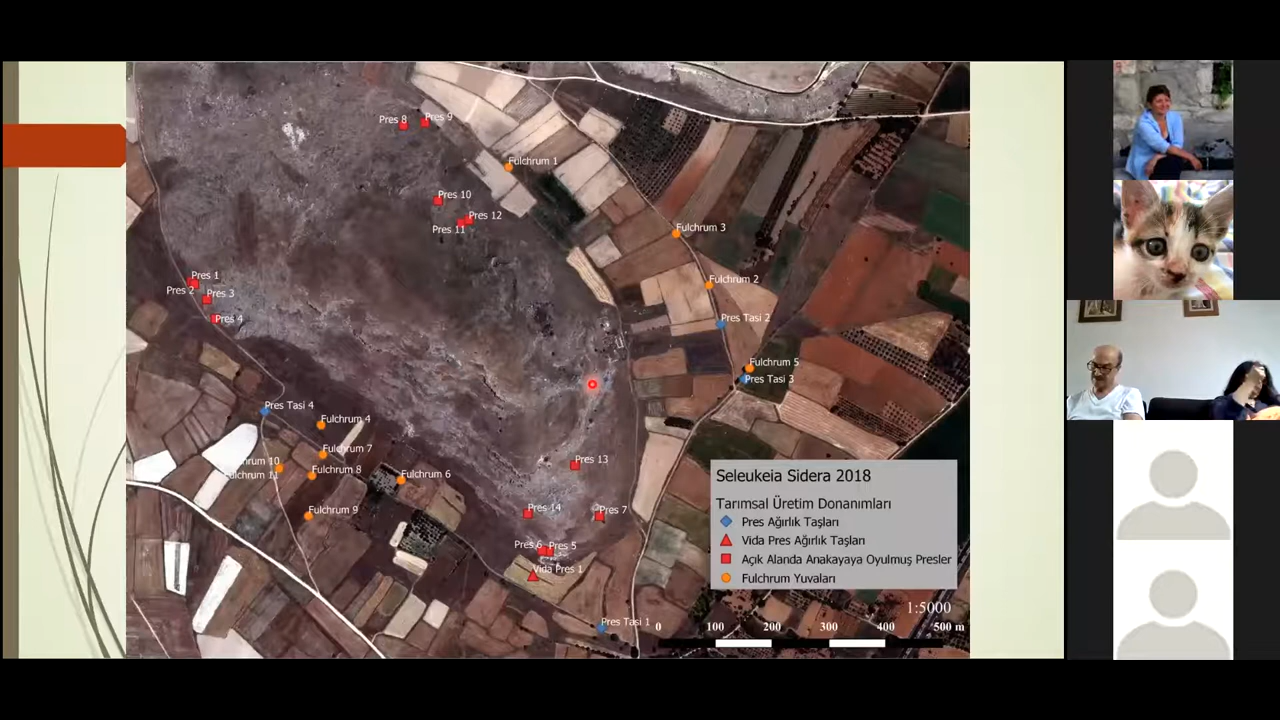 Pres 8
Pres 9
Fulchrum 1
Pres 10
Pres 12
Pres 11
Fulchrum 3
Pres 1
Pres 2
Pres 3
Fulchrum 2
Pres 4
Pres Tasi 2
Fulchrum 5
Pres Tasi 3
Pres Tasi 4
Fulchrum 4
Fulchrum 7
Pres 13
10
Fulchrum 8
11
Fulchrum 6
Fulchrum 9
Pres 14
Pres 7
Pres 6
Pres 5
Vida Pres 1
Pres Tasi 1
Seleukeia Sidera 2018
Tarımsal Üretim Donanımları
Pres Ağırlık Taşları
Vida Pres Ağırlık Taşları
Açık Alanda Anakayaya Oyulmuş Presler
Fulchrum Yuvaları
1:5000
0 100 200 300 400 500 m